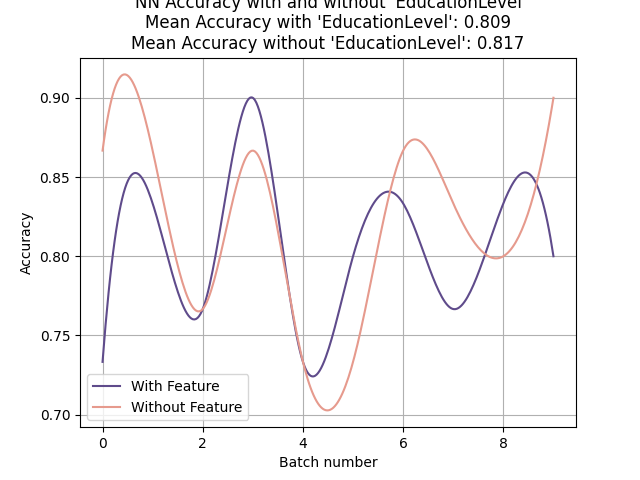 NN Accuracy with and without 'EducationLevel'
Mean Accuracy with 'EducationLevel': 0.809
Mean Accuracy without 'EducationLevel': 0.817
0.90
0.85
0.80
0.75
0.70
Accuracy
With Feature
Without Feature
0 2 4 6 8
Batch number